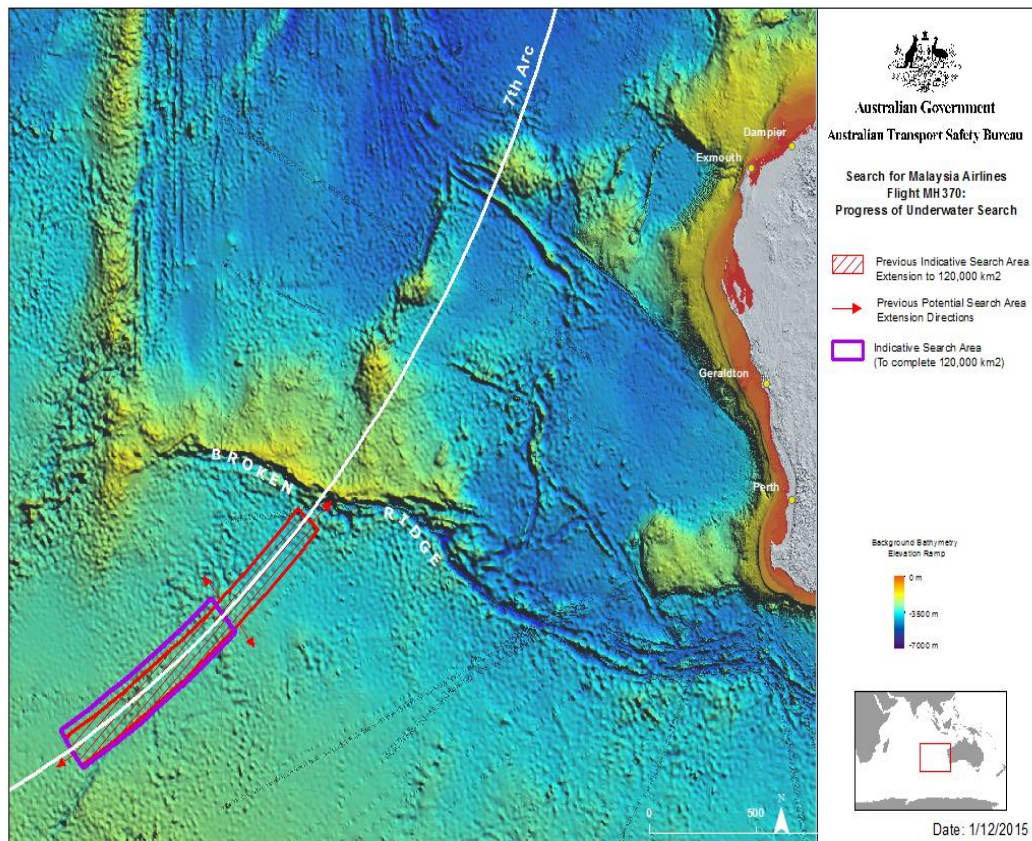 7th Arc
Dampier
Exmouth
Geraldton
Perth
BROKEN
RIDGE
0 500
N
Australian Government
Australian Transport Safety Bureau
Search for Malaysia Airlines
Flight MH370:
Progress of Underwater Search
Previous Indicative Search Area
Extension to 120,000 km2
Previous Potential Search Area
Extension Directions
Indicative Search Area
(To complete 120,000 km2)
Background Bathymetry
Elevation Ramp
0 m
-3500 m
-7000 m
Date: 1/12/2015